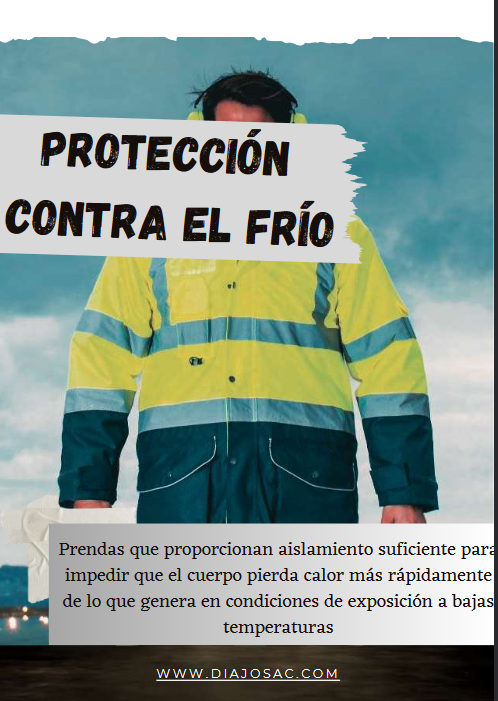 PROTECCIÓN
CONTRA EL FRÍO
Prendas que proporcionan aislamiento suficiente para
impedir que el cuerpo pierda calor más rápidamente
de lo que genera en condiciones de exposición a bajas
temperaturas
WWW.DIAJOSAC.COM